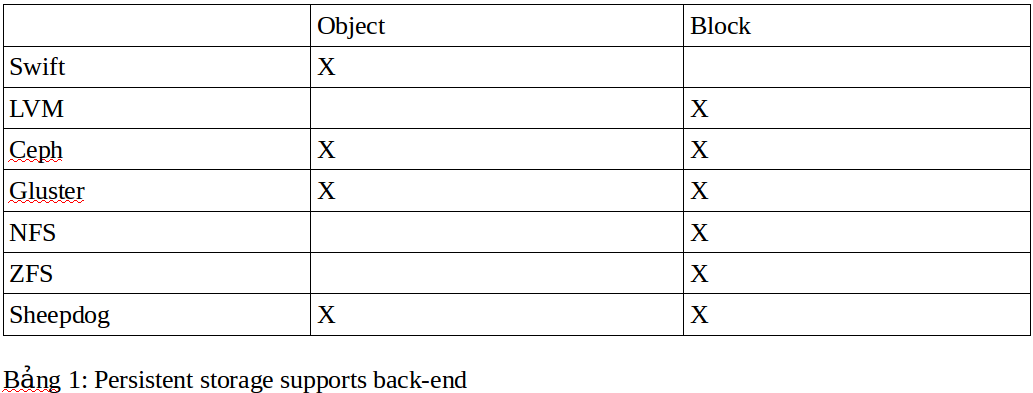 Object Block
Swift X
LVM X
Ceph X X
Gluster X X
NFS X
ZFS X
Sheepdog X X
Bảng 1: Persistent storage supports back-end